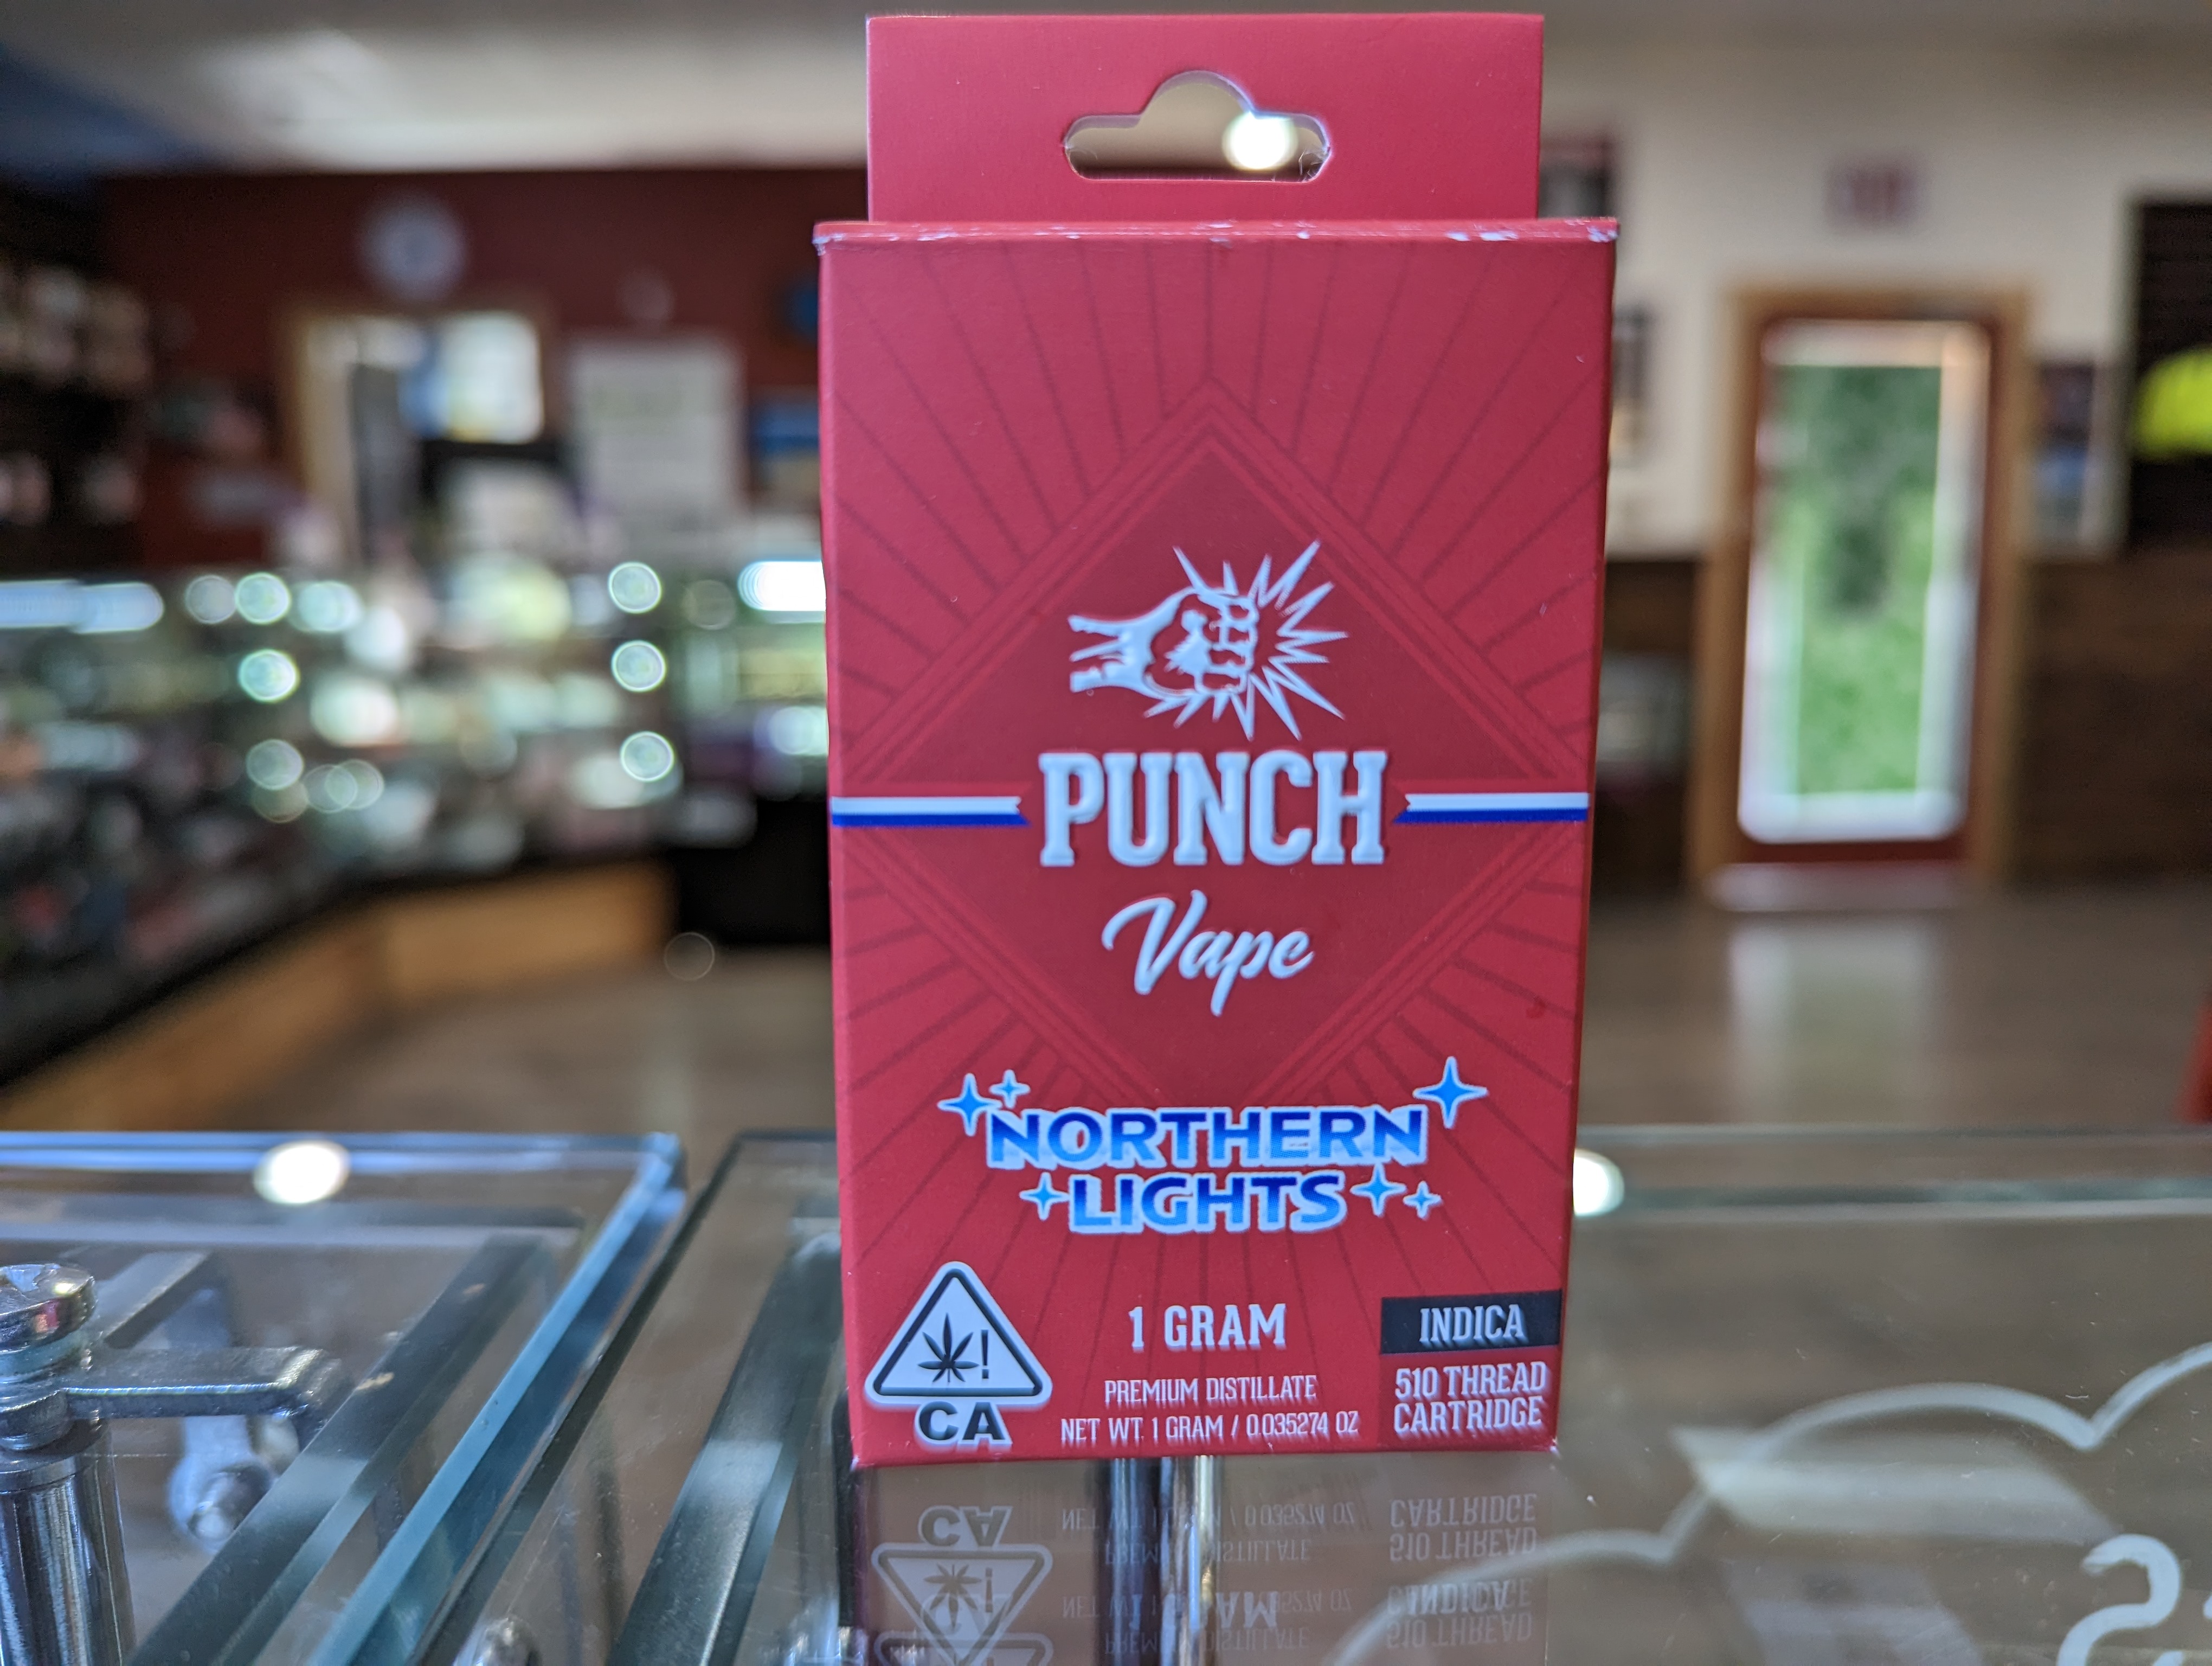 PUNCH
Vape
NORTHERN
LIGHTS
CA
1 GRAM
PREMIUM DISTILLATE
NET WT. 1 GRAM / 0.035274 OZ
INDICA
510 THREAD
CARTRIDGE